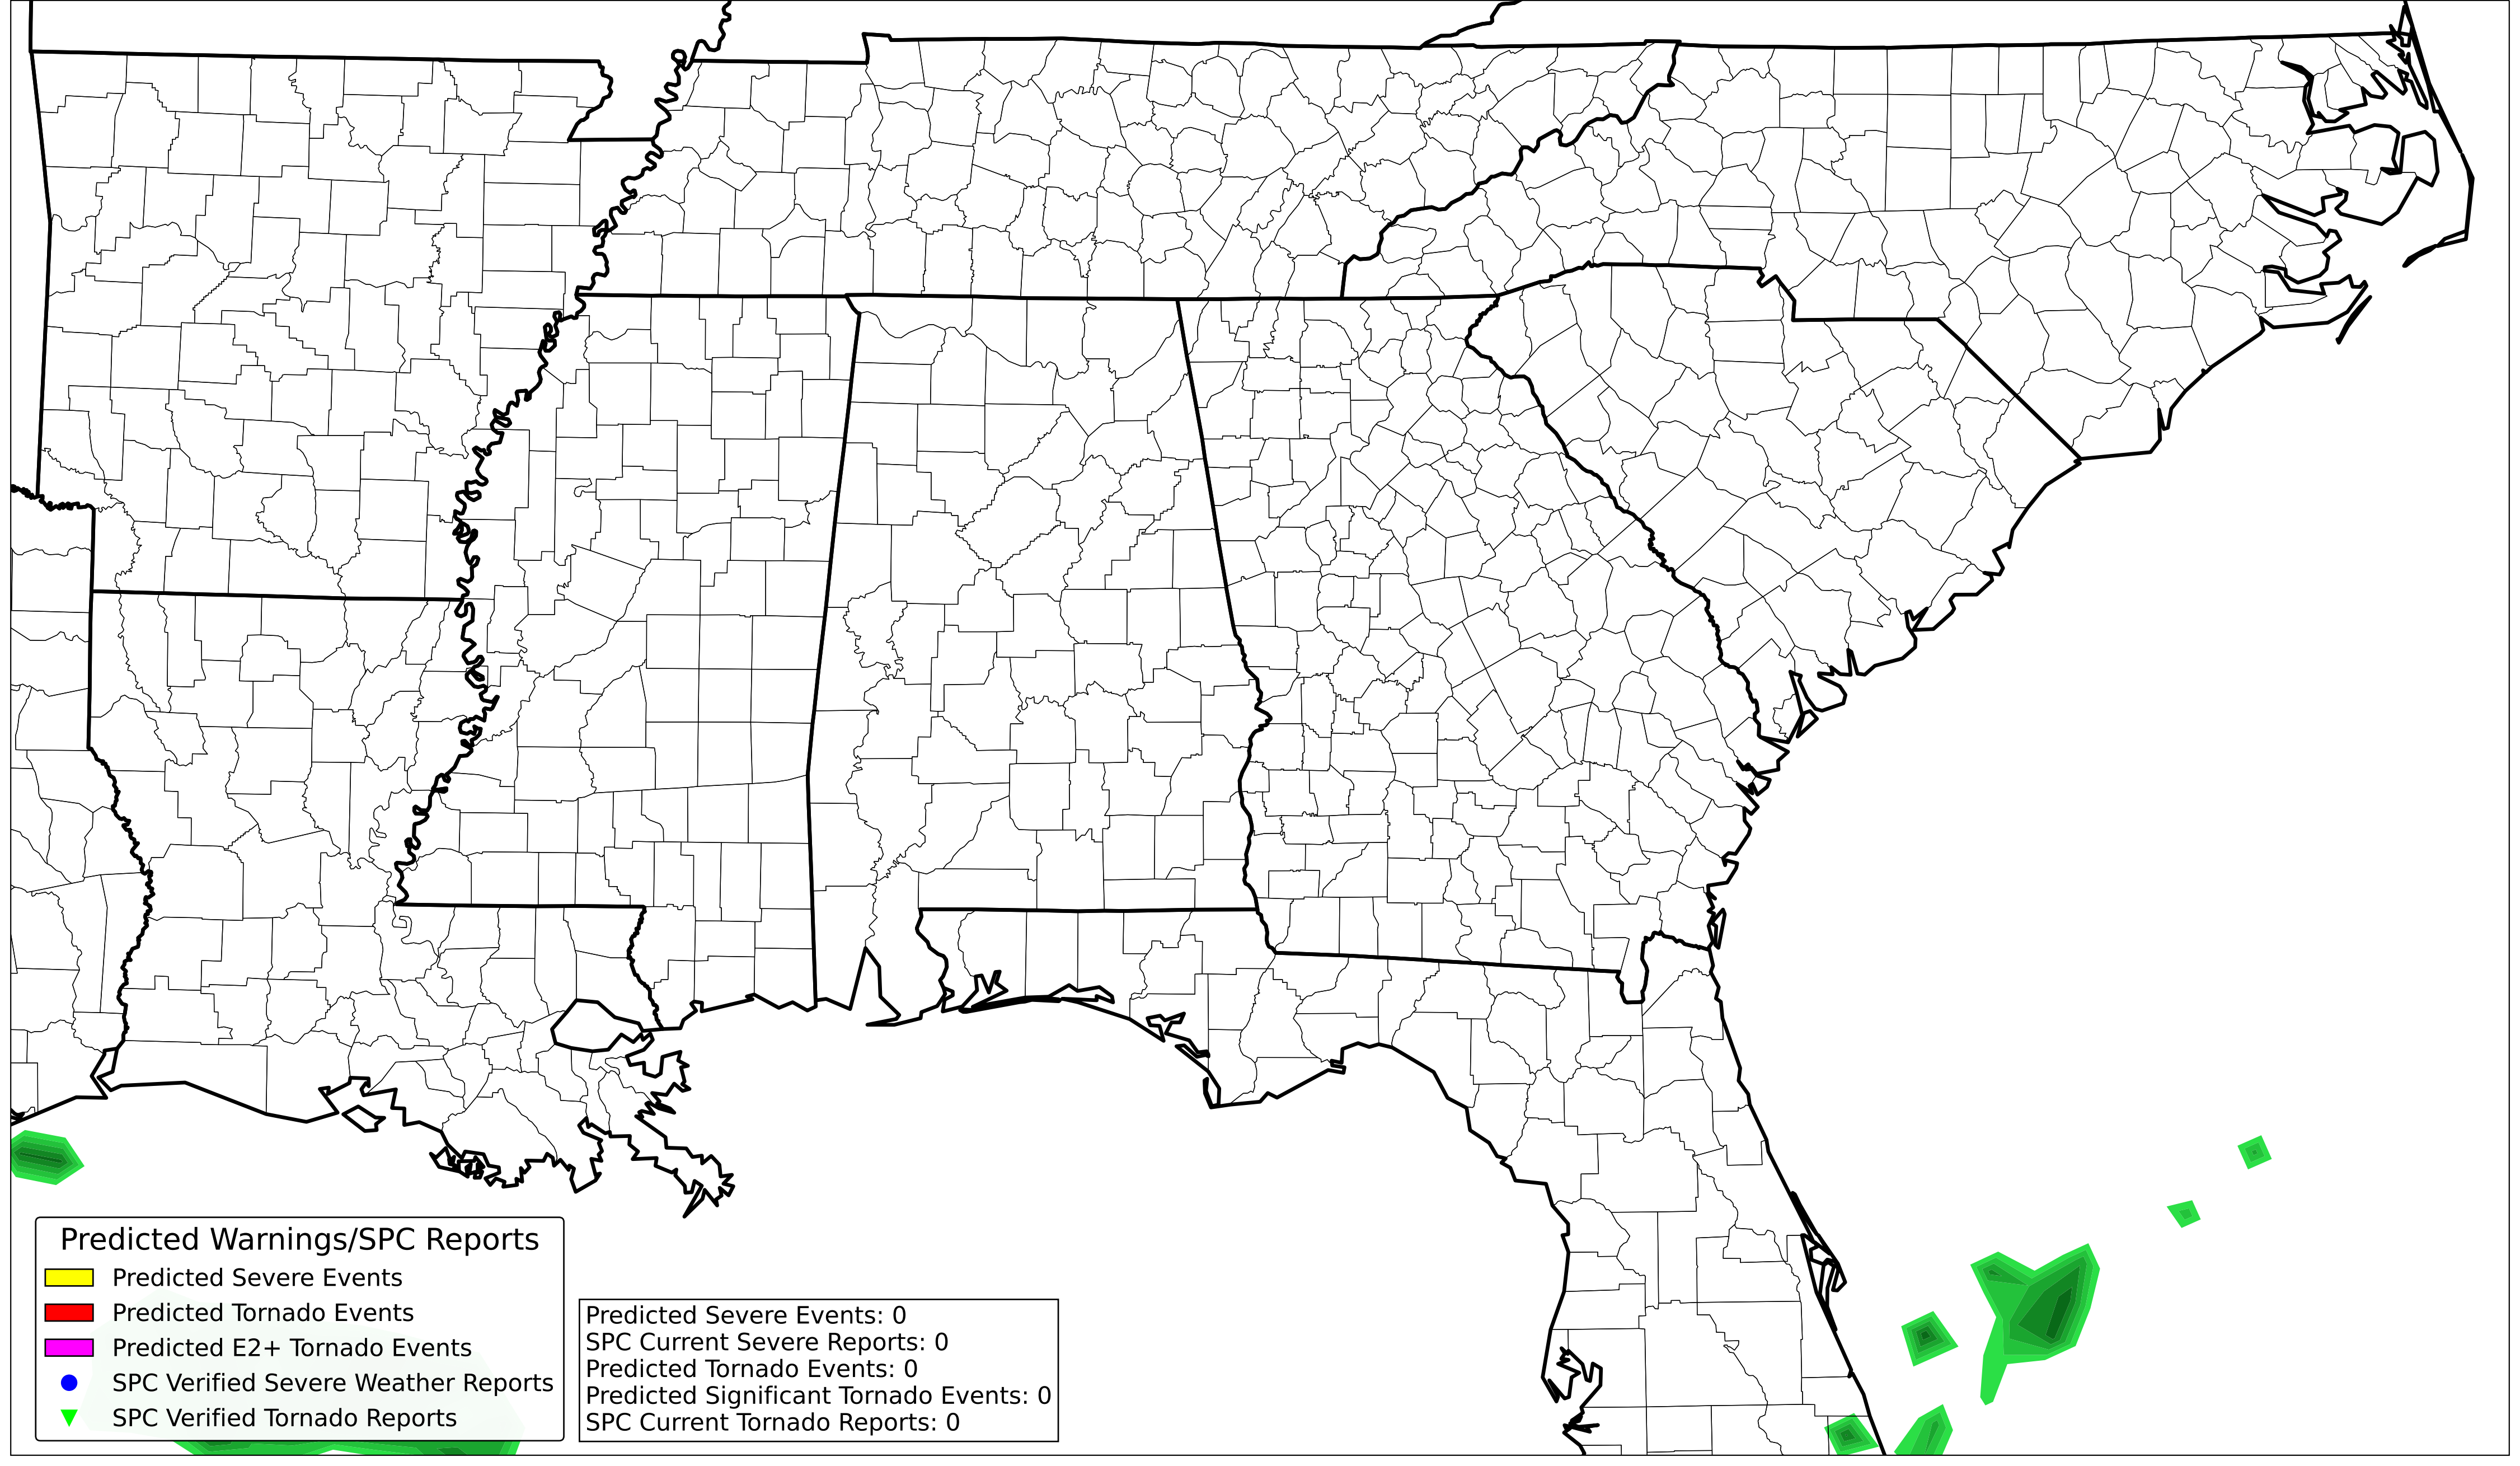 Predicted Warnings/SPC Reports
Predicted Severe Events
Predicted Tornado Events
Predicted E2+ Tornado Events
SPC Verified Severe Weather Reports
SPC Verified Tornado Reports
Predicted Severe Events: 0
SPC Current Severe Reports: 0
Predicted Tornado Events: 0
Predicted Significant Tornado Events: 0
SPC Current Tornado Reports: 0